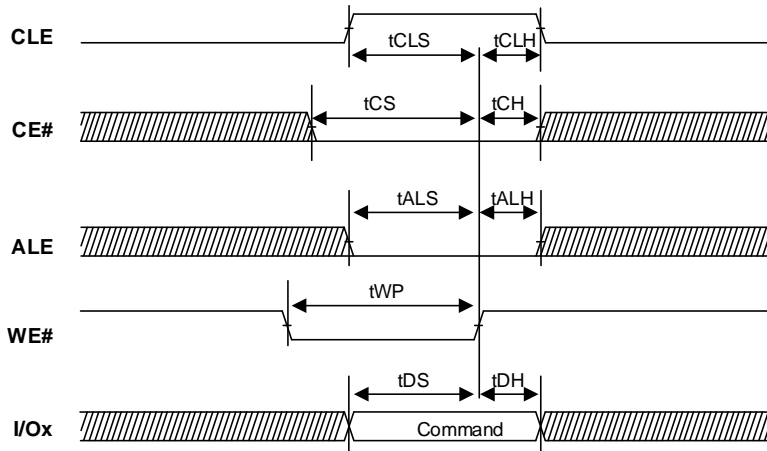 CLE
tCLS
tCLH
CE#
tCS
tCH
ALE
tALS
tALH
WE#
tWP
I/Ox
tDS
tDH
Command